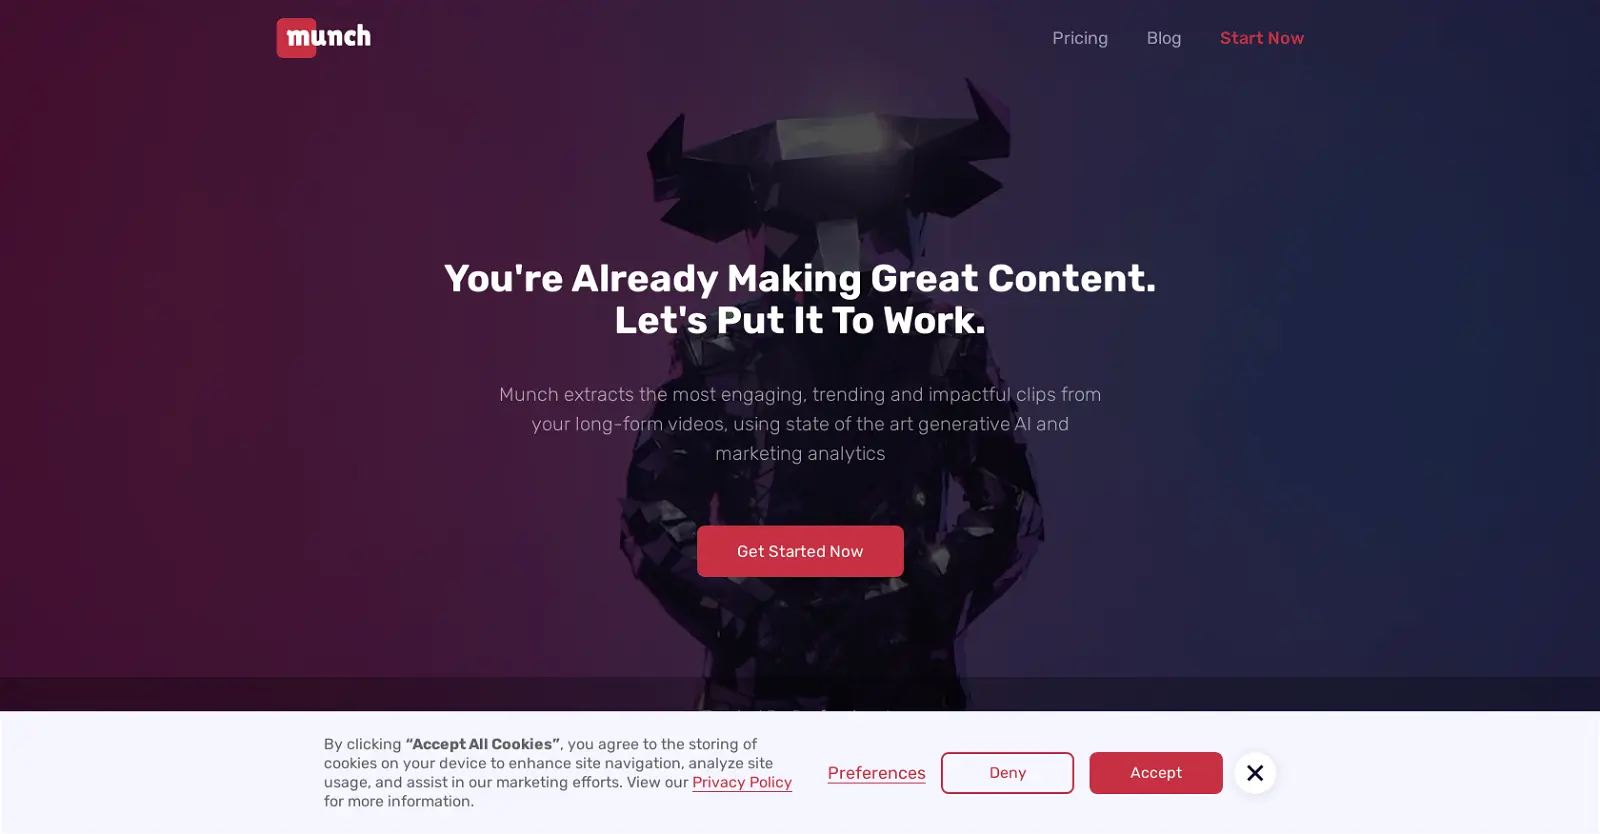 munch
Pricing
Blog
Start Now
You're Already Making Great Content.
Let's Put It To Work.
Munch extracts the most engaging, trending and impactful clips from
your long-form videos, using state of the art generative AI and
marketing analytics
Get Started Now
By clicking “Accept All Cookies”, you agree to the storing of
cookies on your device to enhance site navigation, analyze site
usage, and assist in our marketing efforts. View our Privacy Policy
for more information.
Preferences
Deny
Accept